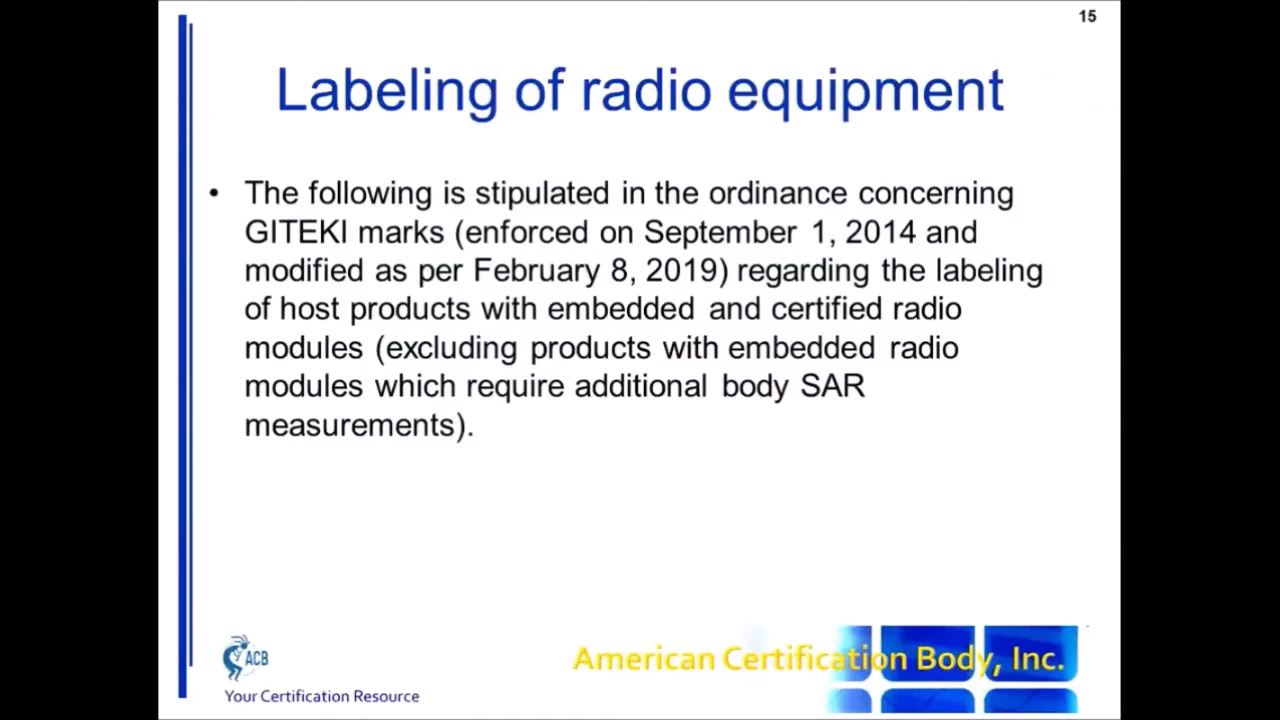 15
Labeling of radio equipment
• The following is stipulated in the ordinance concerning
GITEKI marks (enforced on September 1, 2014 and
modified as per February 8, 2019) regarding the labeling
of host products with embedded and certified radio
modules (excluding products with embedded radio
modules which require additional body SAR
measurements).
ACB
Your Certification Resource
American Certification Body, Inc.